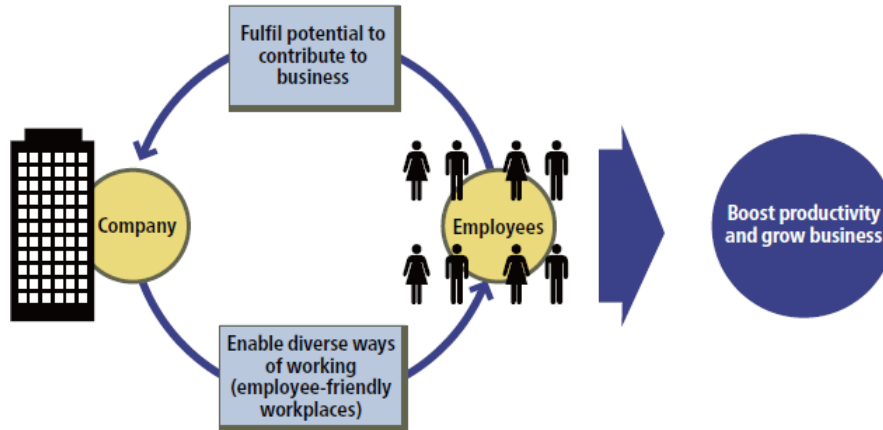 Fulfil potential to
contribute to
business
Company
Employees
Boost productivity
and grow business
Enable diverse ways
of working
(employee-friendly
workplaces)